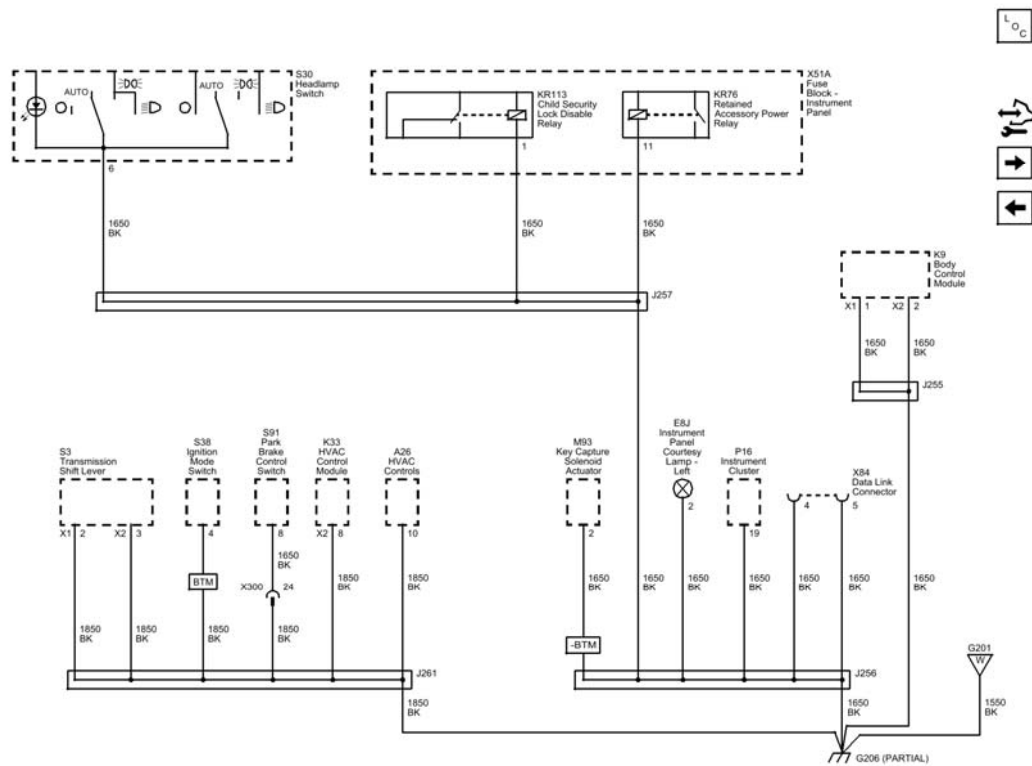 L
O
C
S30
Headlamp
Switch
AUTO
AUTO
6
1650
BK
X51A
Fuse
Block -
Instrument
Panel
KR113
Child Security
Lock Disable
Relay
1
KR76
Retained
Accessory Power
Relay
11
1650
BK
1650
BK
J257
K9
Body
Control
Module
X1 1 X2 2
1650
BK
1650
BK
J255
S3
Transmission
Shift Lever
X1 2 X2 3
S38
Ignition
Mode
Switch
4
BTM
S91
Park
Brake
Control
Switch
8
1650
BK
X300 24
K33
HVAC
Control
Module
X2 8
A26
HVAC
Controls
10
1850
BK
1850
BK
1850
BK
1850
BK
1850
BK
1850
BK
J261
1850
BK
M93
Key Capture
Solenoid
Actuator
2
1650
BK
-BTM
1650
BK
E8J
Instrument
Panel
Courtesy
Lamp -
Left
2
1650
BK
P16
Instrument
Cluster
19
1650
BK
X84
Data Link
Connector
4 5
1650
BK
1650
BK
1650
BK
J256
1650
BK
G201
W
1550
BK
G206 (PARTIAL)